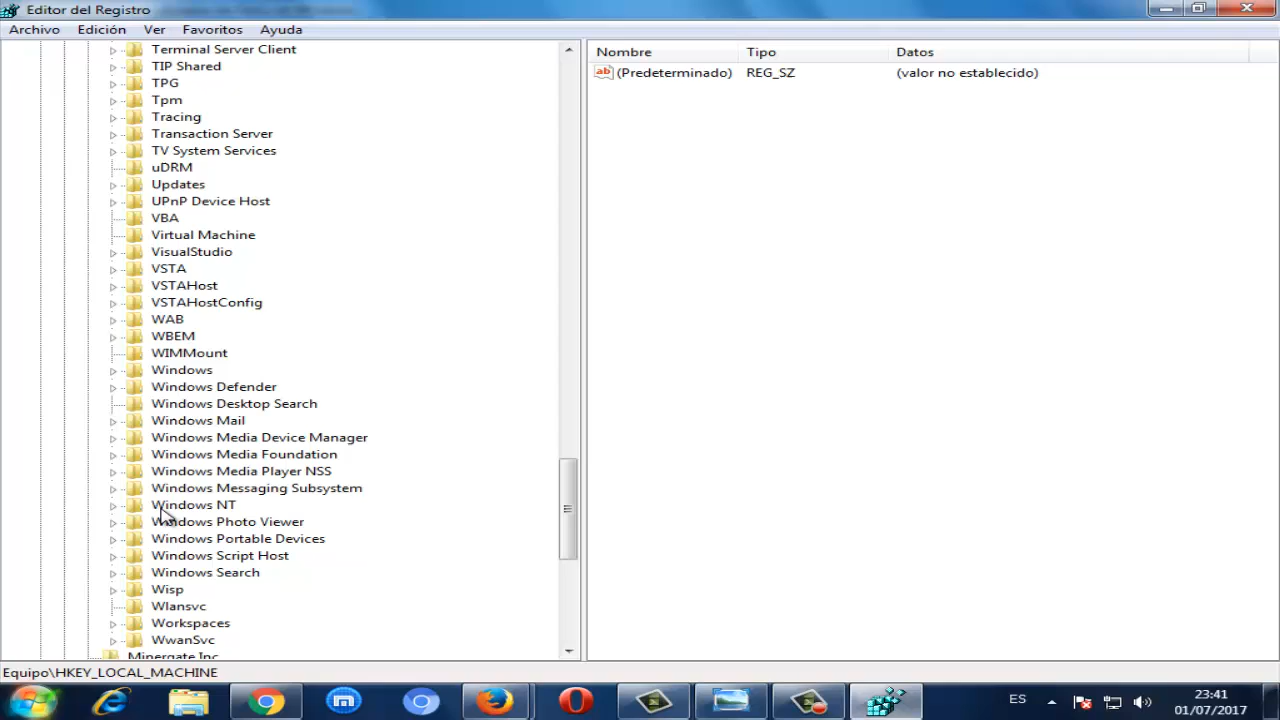 Editor del Registro
Archivo Edición Ver Favoritos Ayuda
Terminal Server Client
TIP Shared
TPG
Tpm
Tracing
Transaction Server
TV System Services
uDRM
Updates
UPnP Device Host
VBA
Virtual Machine
VisualStudio
VSTA
VSTAHost
VSTAHostConfig
WAB
WBEM
WIMMount
Windows
Windows Defender
Windows Desktop Search
Windows Mail
Windows Media Device Manager
Windows Media Foundation
Windows Media Player NSS
Windows Messaging Subsystem
Windows NT
Windows Photo Viewer
Windows Portable Devices
Windows Script Host
Windows Search
Wisp
Wlansvc
Workspaces
WwanSvc
Minergate Inc
Nombre Tipo Datos
ab (Predeterminado) REG_SZ (valor no establecido)
Equipo\HKEY_LOCAL_MACHINE
ES
23:41
01/07/2017